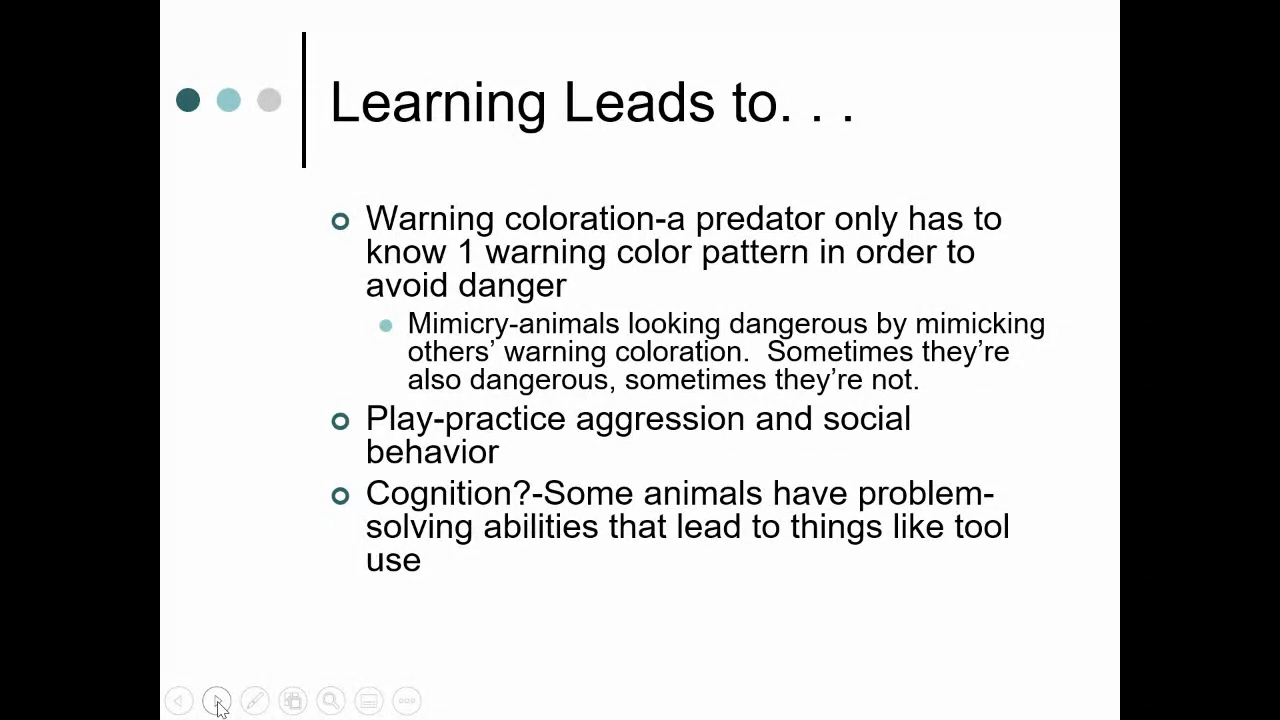 Learning Leads to. . .
Warning coloration-a predator only has to
know 1 warning color pattern in order to
avoid danger
Mimicry-animals looking dangerous by mimicking
others’ warning coloration.  Sometimes they’re
also dangerous, sometimes they’re not.
Play-practice aggression and social
behavior
Cognition?-Some animals have problem-
solving abilities that lead to things like tool
use